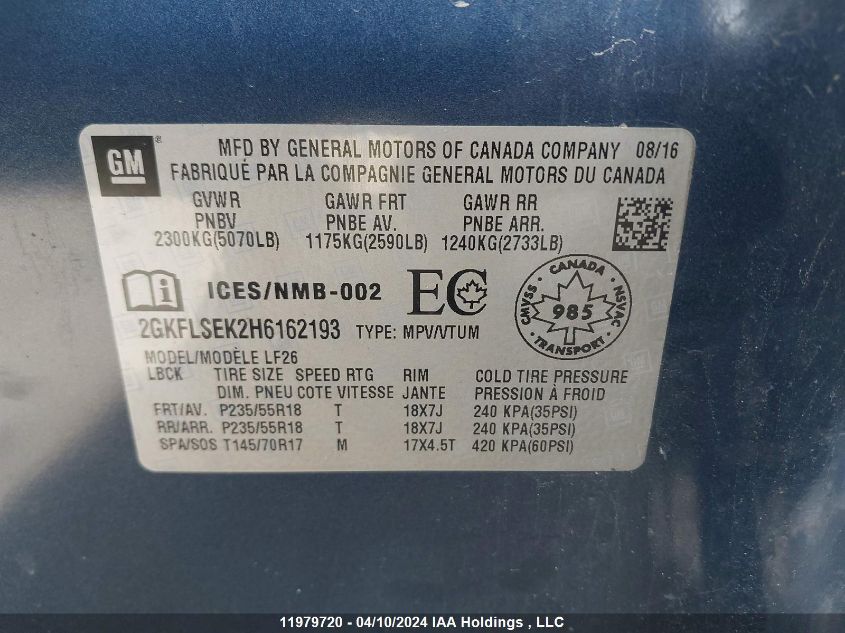 GM
MFD BY GENERAL MOTORS OF CANADA COMPANY 08/16
FABRIQUÉ PAR LA COMPAGNIE GENERAL MOTORS DU CANADA
GVWR GAWR FRT GAWR RR
PNBV PNBE AV. PNBE ARR.
2300KG(5070LB) 1175KG(2590LB) 1240KG(2733LB)
ICES/NMB-002 EC
CANADA
CMVSS 985 NSVAC
TRANSPORT
2GKFLSEK2H6162193 TYPE: MPV/VTUM
MODEL/MODÈLE LF26
LBCK TIRE SIZE SPEED RTG RIM COLD TIRE PRESSURE
DIM. PNEU COTE VITESSE JANTE PRESSION À FROID
FRT/AV. P235/55R18 T 18X7J 240 KPA(35PSI)
RR/ARR. P235/55R18 T 18X7J 240 KPA(35PSI)
SPA/SOS T145/70R17 M 17X4.5T 420 KPA(60PSI)
11979720 - 04/10/2024 IAA Holdings , LLC